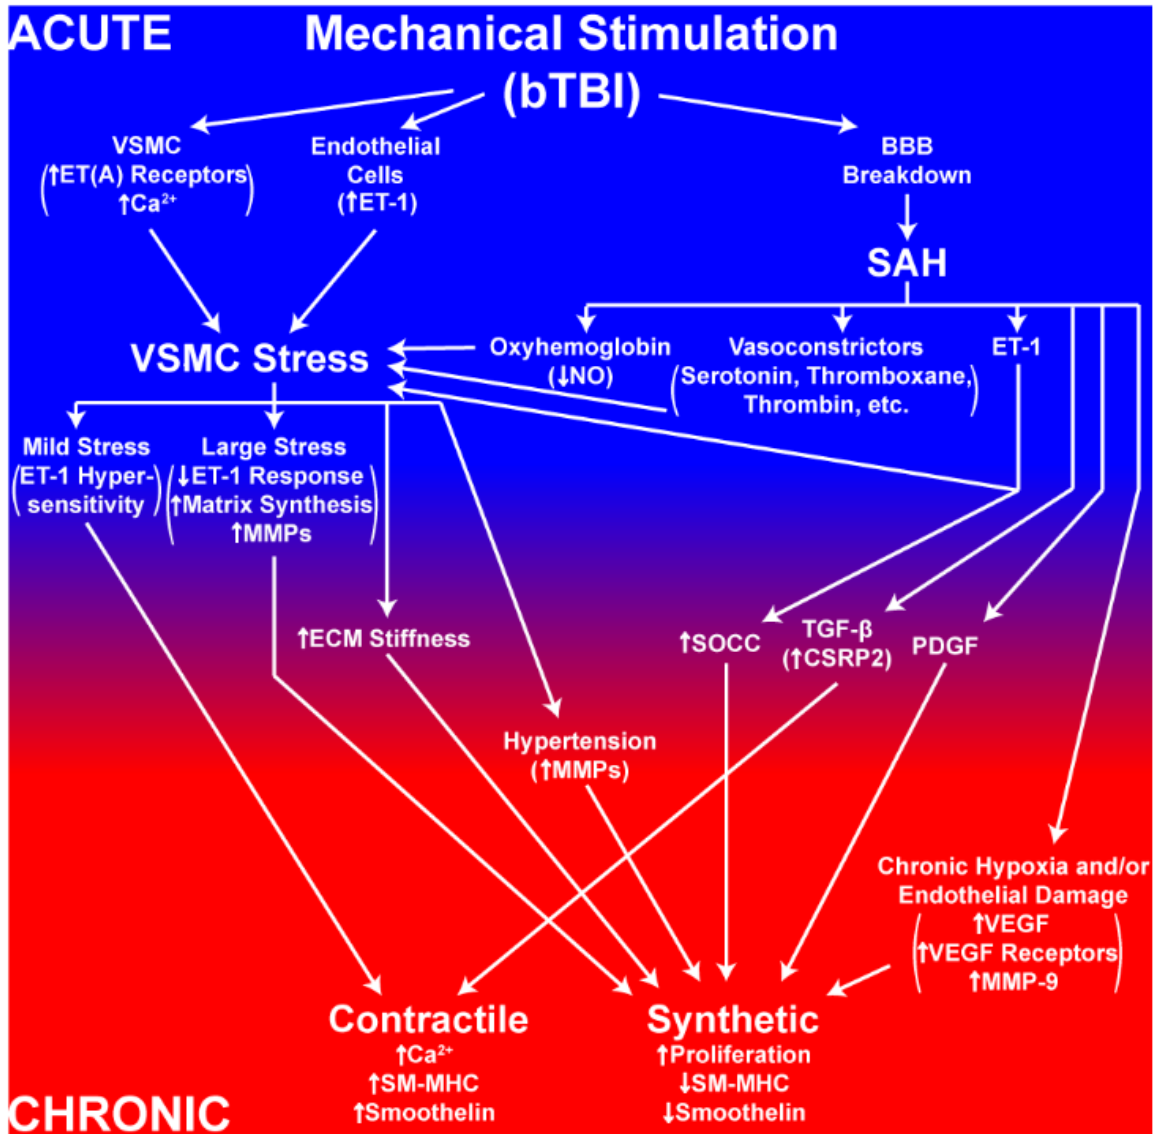 ACUTE
Mechanical Stimulation
(bTBI)
VSMC
(↑ET(A) Receptors)
↑Ca²⁺
Endothelial
Cells
(↑ET-1)
BBB
Breakdown
SAH
VSMC Stress
Oxyhemoglobin
(↓NO)
Vasoconstrictors
(Serotonin, Thromboxane,
Thrombin, etc.)
ET-1
Mild Stress
(ET-1 Hyper-
sensitivity)
Large Stress
(↓ET-1 Response
↑Matrix Synthesis
↑MMPs)
↑ECM Stiffness
↑SOCC
TGF-β
(↑CSRP2)
PDGF
Hypertension
(↑MMPs)
Chronic Hypoxia and/or
Endothelial Damage
(↑VEGF
↑VEGF Receptors
↑MMP-9)
Contractile
↑Ca²⁺
↑SM-MHC
↑Smoothelin
Synthetic
↑Proliferation
↓SM-MHC
↓Smoothelin
CHRONIC